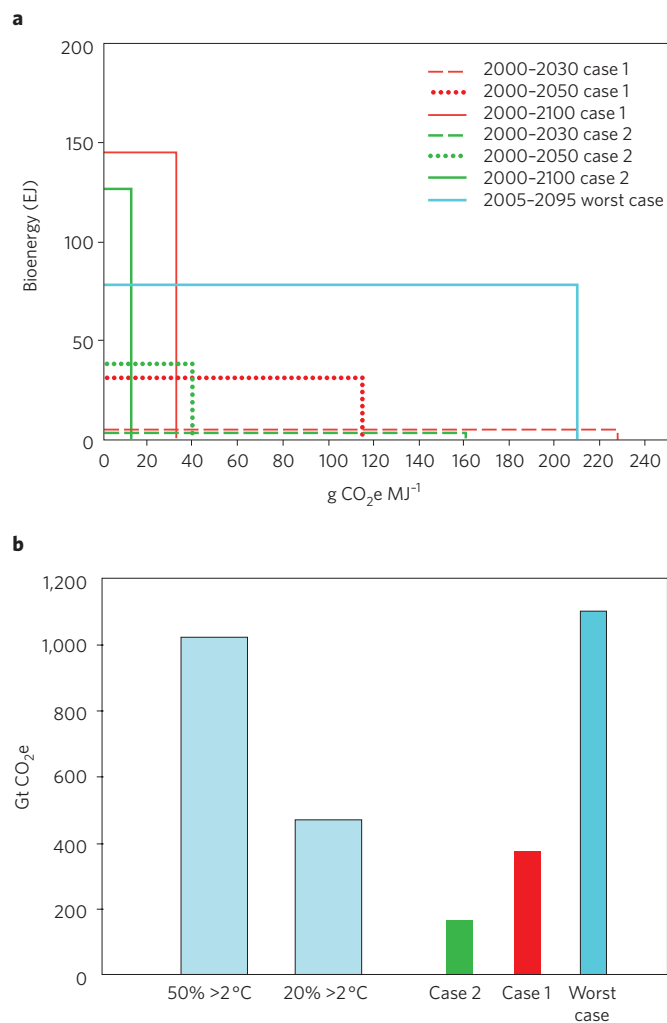 a
200
150
100
50
0
Bioenergy (EJ)
2000–2030 case 1
2000–2050 case 1
2000–2100 case 1
2000–2030 case 2
2000–2050 case 2
2000–2100 case 2
2005–2095 worst case
0 20 40 60 80 100 120 140 160 180 200 220 240
g CO₂e MJ⁻¹
b
1,200
1,000
800
600
400
200
0
Gt CO₂e
50% >2 °C 20% >2 °C Case 2 Case 1 Worst
case